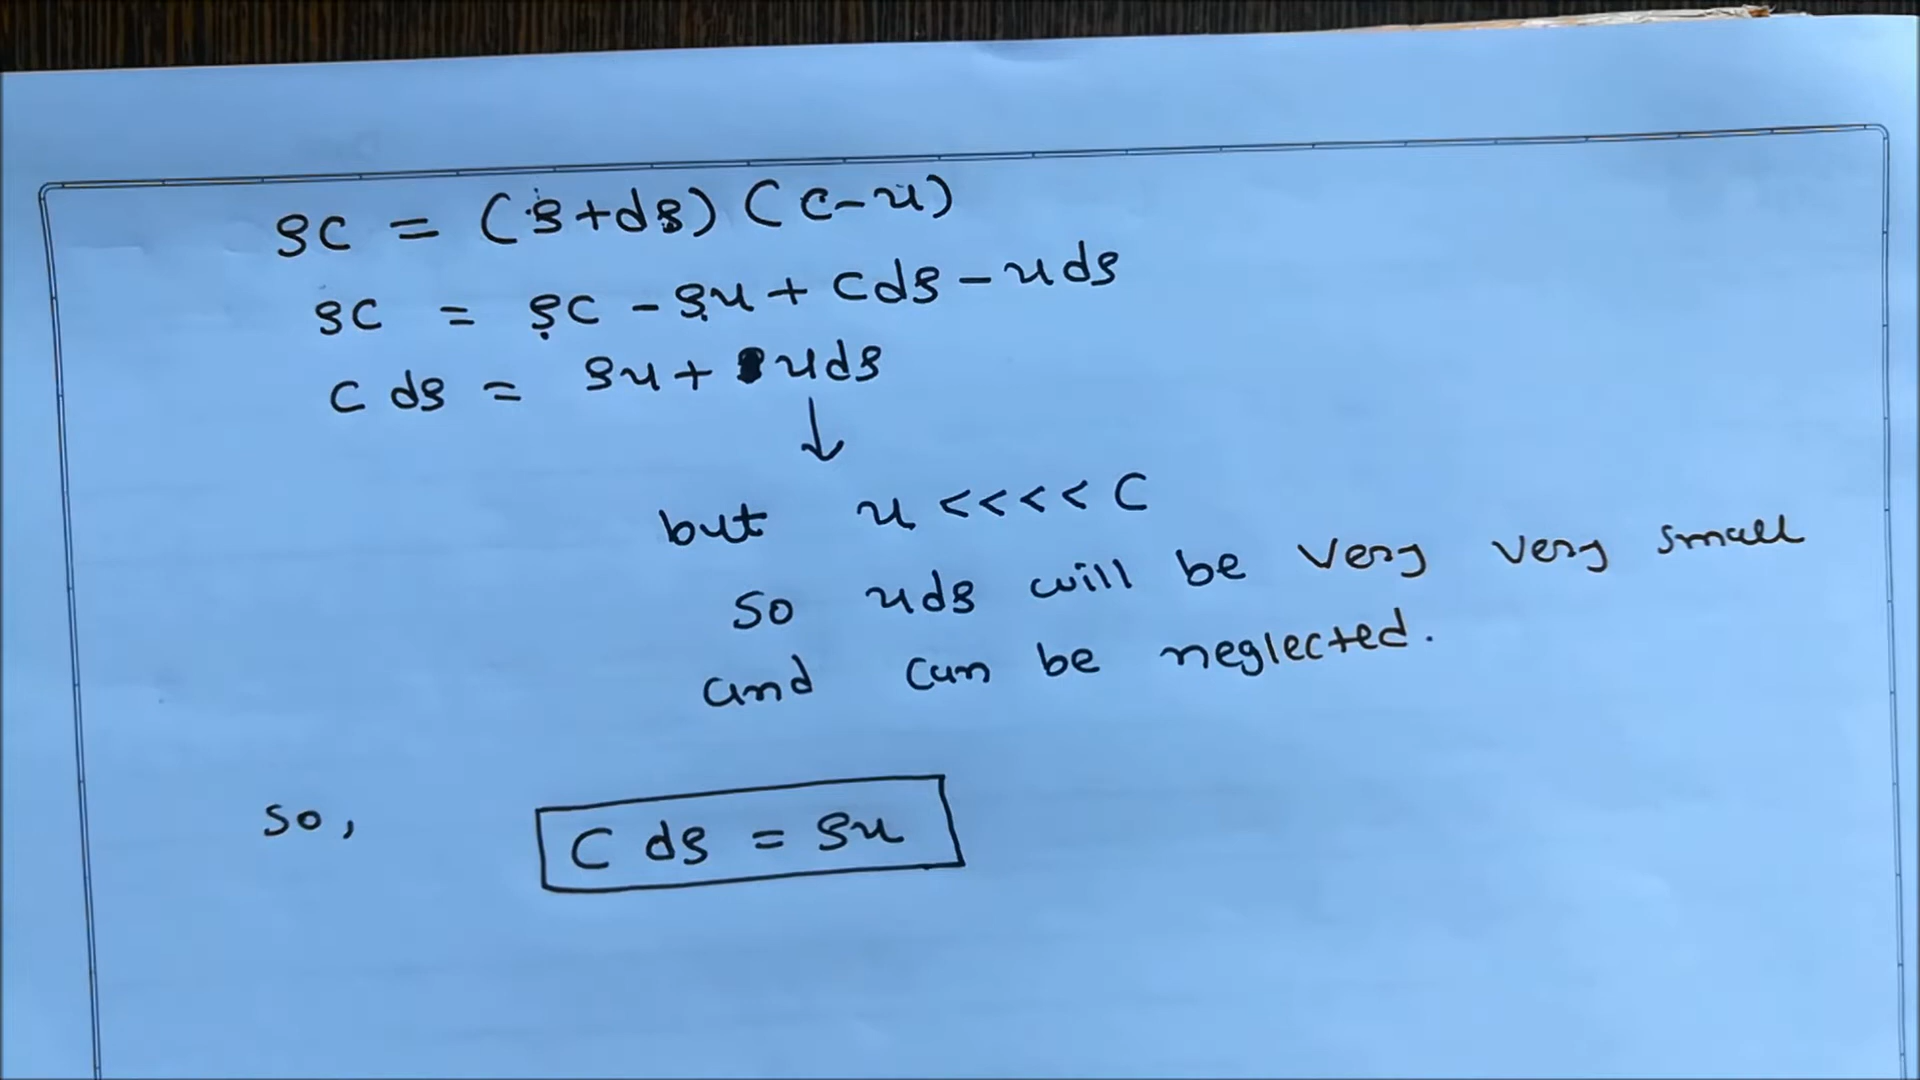 ρC = (ρ+dρ) (C-u)
ρC = ρC - ρu + Cdρ - udρ
C dρ = ρu + udρ
↓
but u <<<< C
so udρ will be very very small
and can be neglected.
so, C dρ = ρu